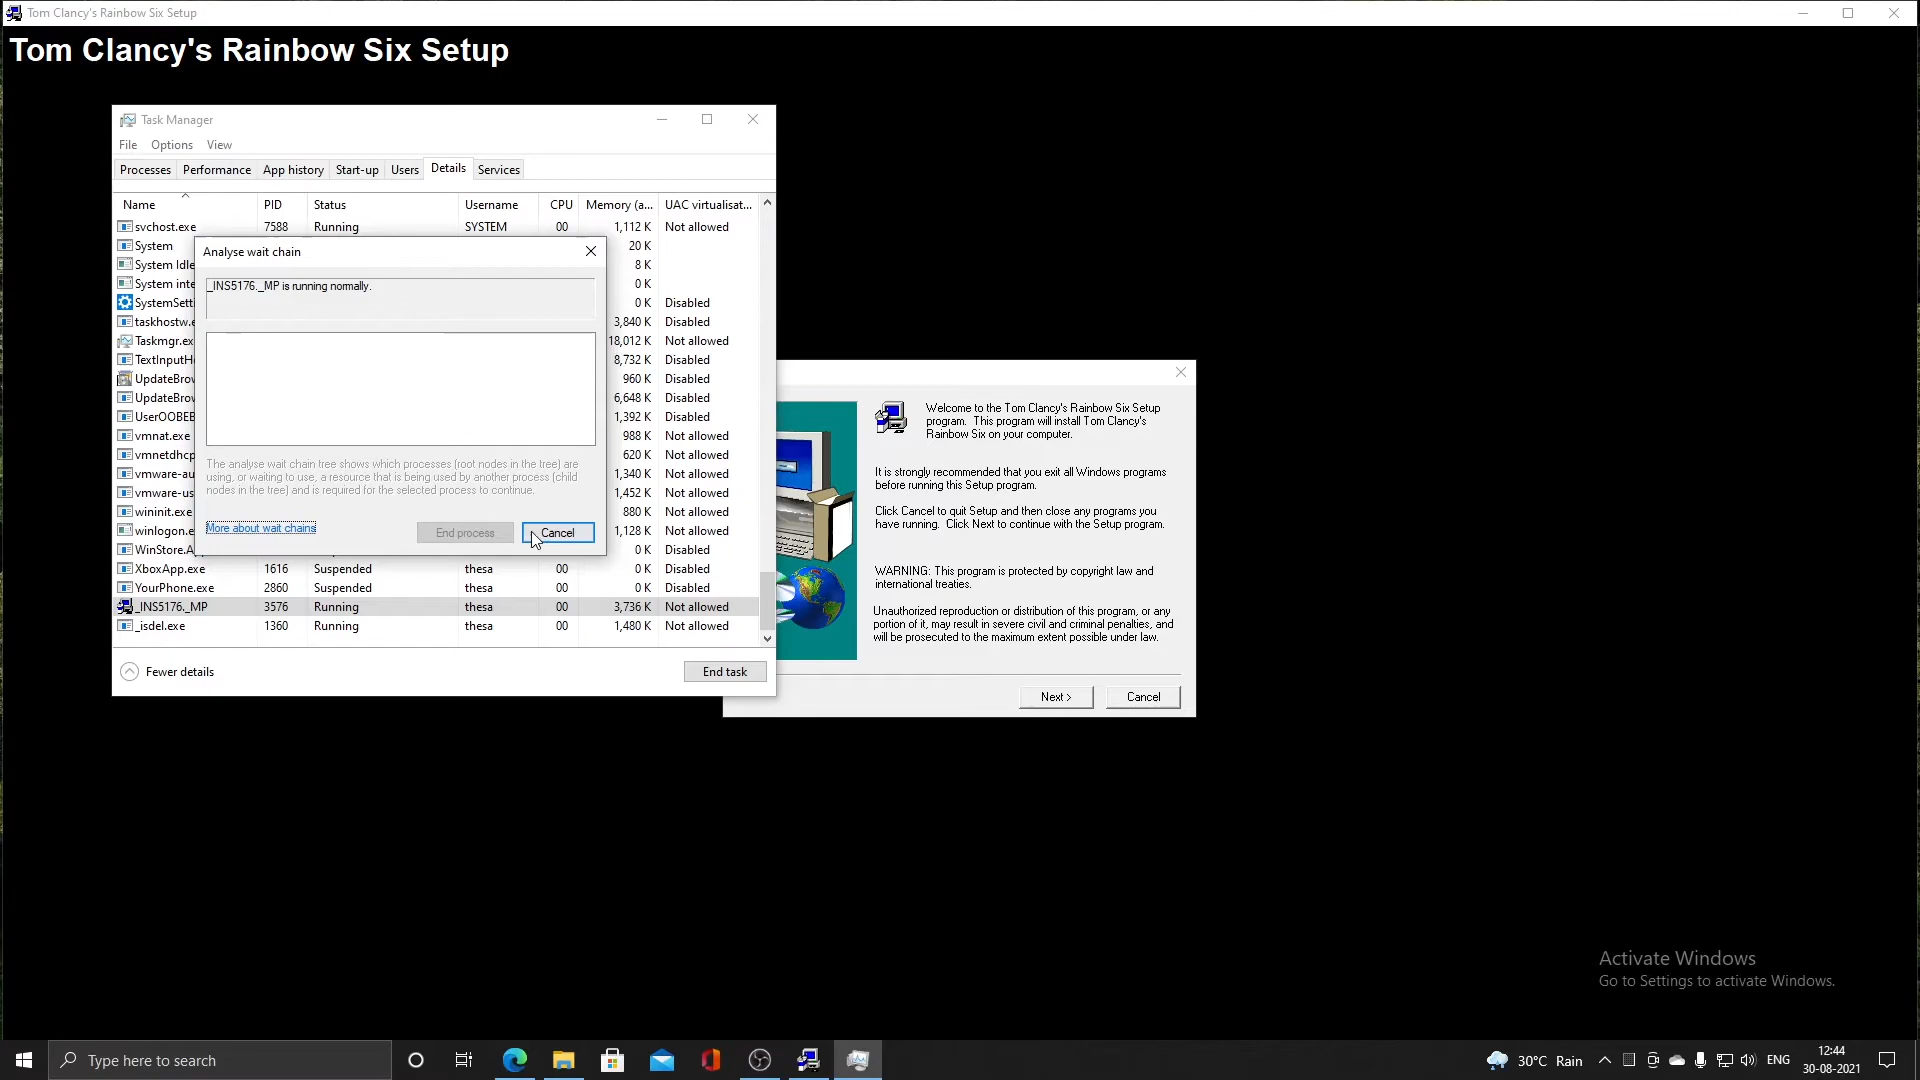 Tom Clancy's Rainbow Six Setup
Tom Clancy's Rainbow Six Setup
Task Manager
File Options View
Processes Performance App history Start-up Users Details Services
Name PID Status Username CPU Memory (a... UAC virtualisat...
svchost.exe 7588 Running SYSTEM 00 1,112 K Not allowed
System 20 K
System Idle 8 K
System inte 0 K
SystemSetti 0 K Disabled
taskhostw.e 3,840 K Disabled
Taskmgr.ex 18,012 K Not allowed
TextInputH 8,732 K Disabled
UpdateBrow 960 K Disabled
UpdateBrow 6,648 K Disabled
UserOOBEB 1,392 K Disabled
vmnat.exe 988 K Not allowed
vmnetdhcp 620 K Not allowed
vmware-au 1,340 K Not allowed
vmware-us 1,452 K Not allowed
wininit.exe 880 K Not allowed
winlogon.e 1,128 K Not allowed
WinStore.A 0 K Disabled
XboxApp.exe 1616 Suspended thesa 00 0 K Disabled
YourPhone.exe 2860 Suspended thesa 00 0 K Disabled
_INS5176._MP 3576 Running thesa 00 3,736 K Not allowed
_isdel.exe 1360 Running thesa 00 1,480 K Not allowed
Fewer details
End task
Analyse wait chain
_INS5176._MP is running normally.
The analyse wait chain tree shows which processes (root nodes in the tree) are
using, or waiting to use, a resource that is being used by another process (child
nodes in the tree) and is required for the selected process to continue.
More about wait chains
End process
Cancel
Welcome to the Tom Clancy's Rainbow Six Setup
program. This program will install Tom Clancy's
Rainbow Six on your computer.
It is strongly recommended that you exit all Windows programs
before running this Setup program.
Click Cancel to quit Setup and then close any programs you
have running. Click Next to continue with the Setup program.
WARNING: This program is protected by copyright law and
international treaties.
Unauthorized reproduction or distribution of this program, or any
portion of it, may result in severe civil and criminal penalties, and
will be prosecuted to the maximum extent possible under law.
Next >
Cancel
Activate Windows
Go to Settings to activate Windows.
Type here to search
30°C Rain
ENG
12:44
30-08-2021